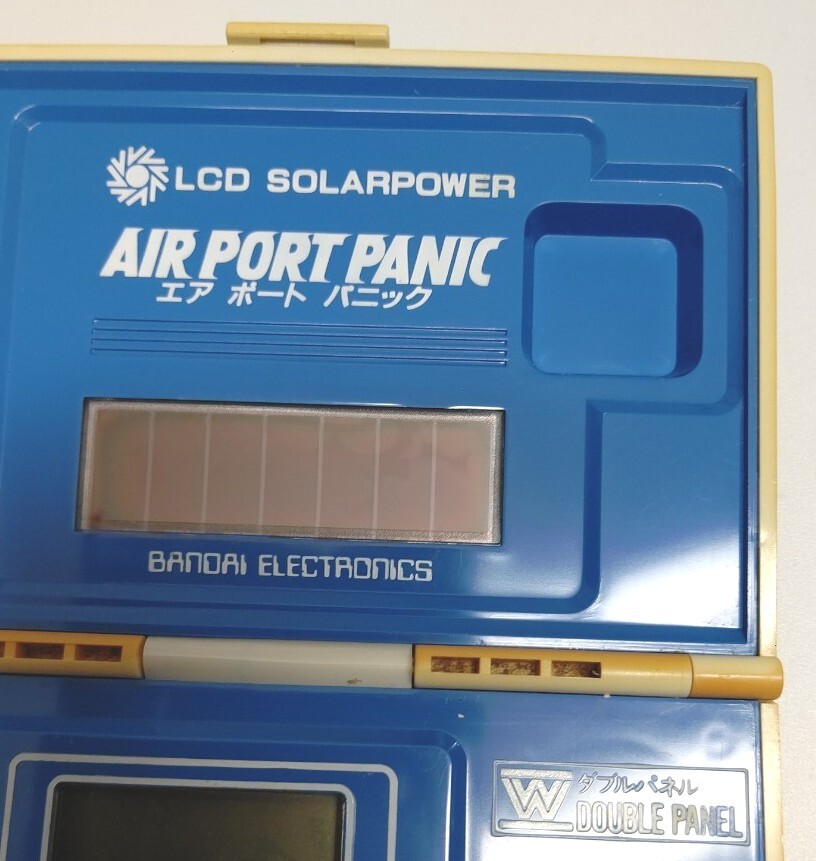 LCD SOLARPOWER
AIR PORT PANIC
エア ポート パニック
BANDAI ELECTRONICS
W ダブルパネル
DOUBLE PANEL